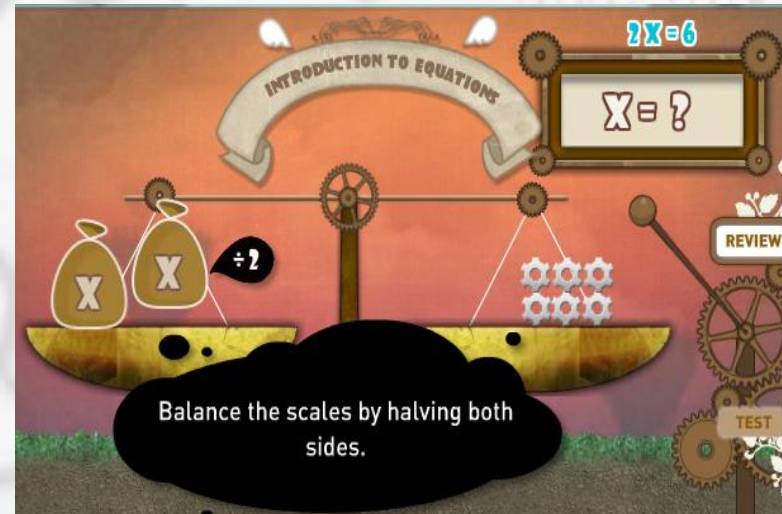 2X=6
INTRODUCTION TO EQUATIONS
X=?
X
X
÷2
REVIEW
Balance the scales by halving both
sides.
TEST